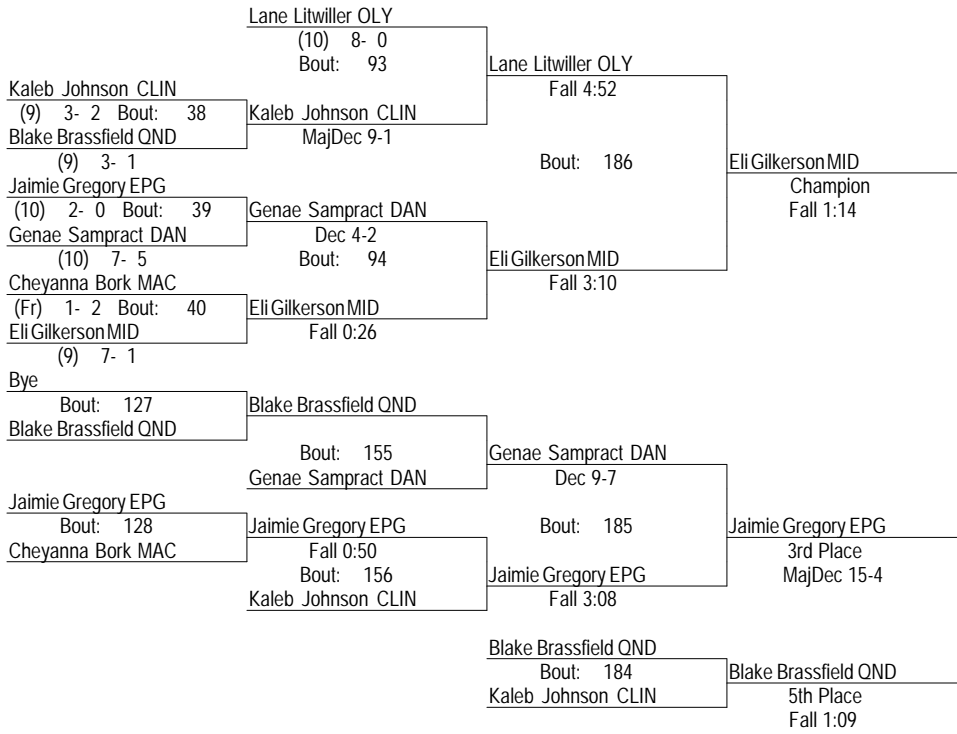 Lane Litwiller OLY
(10) 8- 0
Bout: 93
Lane Litwiller OLY
Fall 4:52
Kaleb Johnson CLIN
(9) 3- 2 Bout: 38
Kaleb Johnson CLIN
Blake Brassfield QND
MajDec 9-1
(9) 3- 1
Bout: 186
Eli Gilkerson MID
Jaimie Gregory EPG
Champion
(10) 2- 0 Bout: 39
Genae Sampract DAN
Fall 1:14
Genae Sampract DAN
Dec 4-2
(10) 7- 5
Bout: 94
Eli Gilkerson MID
Cheyanna Bork MAC
Fall 3:10
(Fr) 1- 2 Bout: 40
Eli Gilkerson MID
Eli Gilkerson MID
Fall 0:26
(9) 7- 1
Bye
Bout: 127
Blake Brassfield QND
Blake Brassfield QND
Bout: 155
Genae Sampract DAN
Genae Sampract DAN
Dec 9-7
Jaimie Gregory EPG
Bout: 128
Jaimie Gregory EPG
Bout: 185
Jaimie Gregory EPG
Cheyanna Bork MAC
Fall 0:50
3rd Place
Bout: 156
Jaimie Gregory EPG
MajDec 15-4
Kaleb Johnson CLIN
Fall 3:08
Blake Brassfield QND
Bout: 184
Blake Brassfield QND
Kaleb Johnson CLIN
5th Place
Fall 1:09